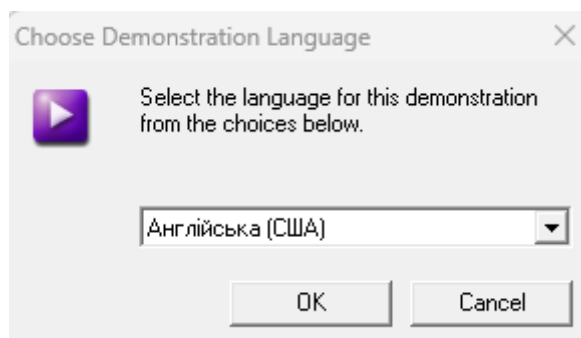 Choose Demonstration Language
Select the language for this demonstration
from the choices below.
Англійська (США)
OK
Cancel